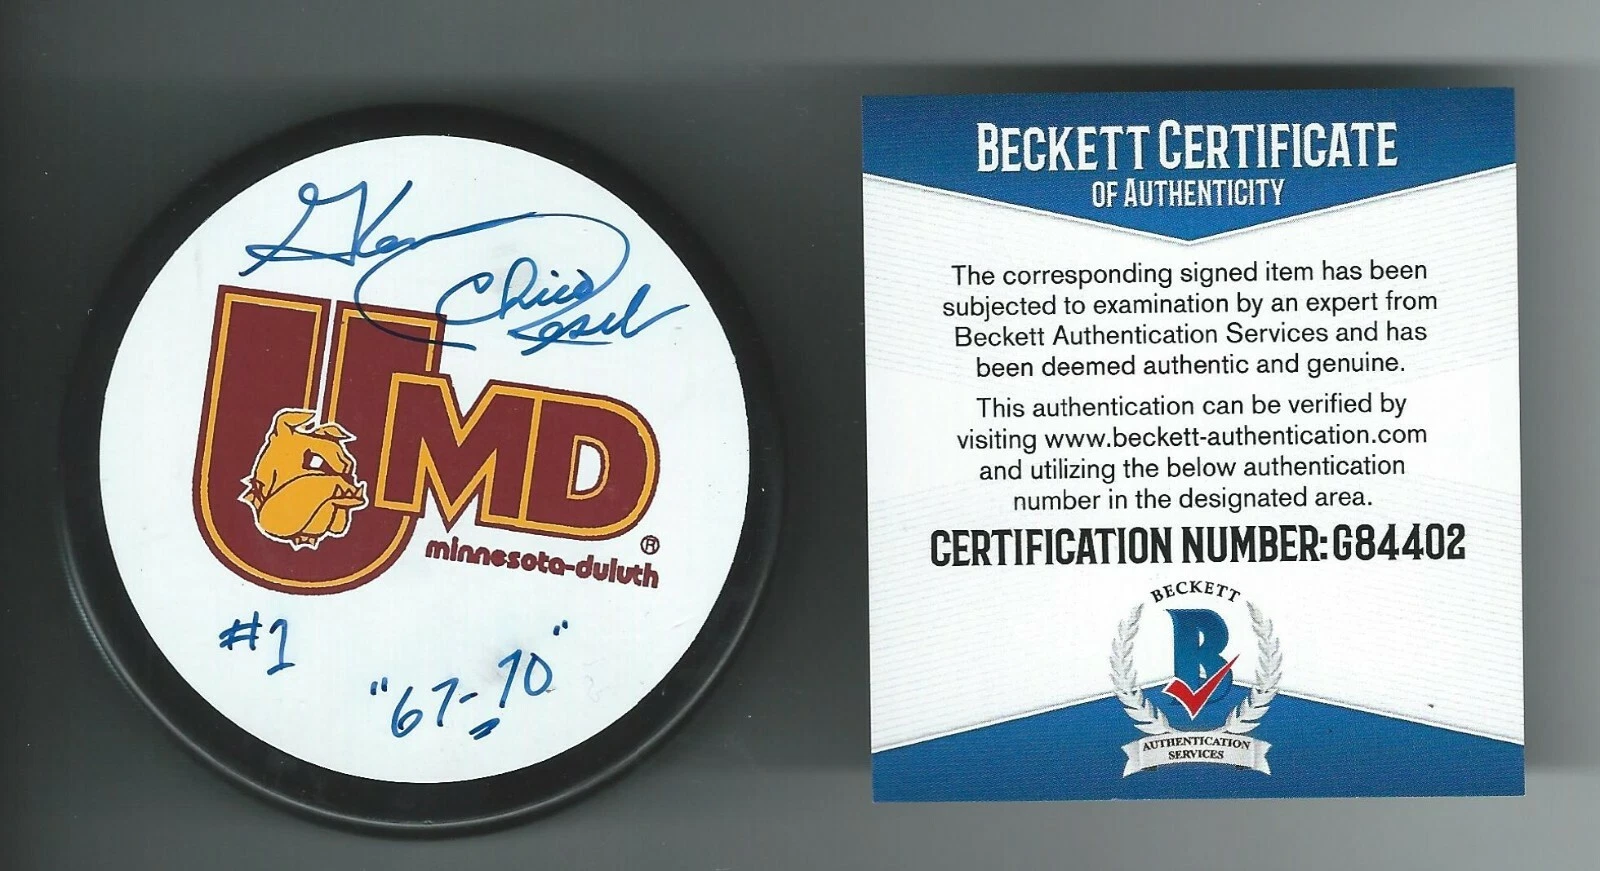 Glenn "Chico" Resch
UMD
minnesota-duluth ®
#1
"67-70"
BECKETT CERTIFICATE
OF AUTHENTICITY
The corresponding signed item has been
subjected to examination by an expert from
Beckett Authentication Services and has
been deemed authentic and genuine.
This authentication can be verified by
visiting www.beckett-authentication.com
and utilizing the below authentication
number in the designated area.
CERTIFICATION NUMBER: G84402
BECKETT
B
AUTHENTICATION
SERVICES